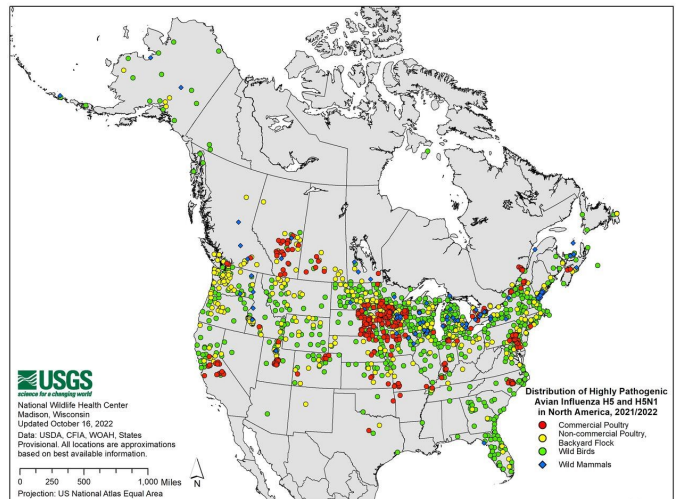 USGS
science for a changing world
National Wildlife Health Center
Madison, Wisconsin
Updated October 16, 2022
Data: USDA, CFIA, WOAH, States
Provisional. All locations are approximations
based on best available information.
0 250 500 1,000 Miles
N
Projection: US National Atlas Equal Area
Distribution of Highly Pathogenic
Avian Influenza H5 and H5N1
in North America, 2021/2022
Commercial Poultry
Non-commercial Poultry,
Backyard Flock
Wild Birds
Wild Mammals